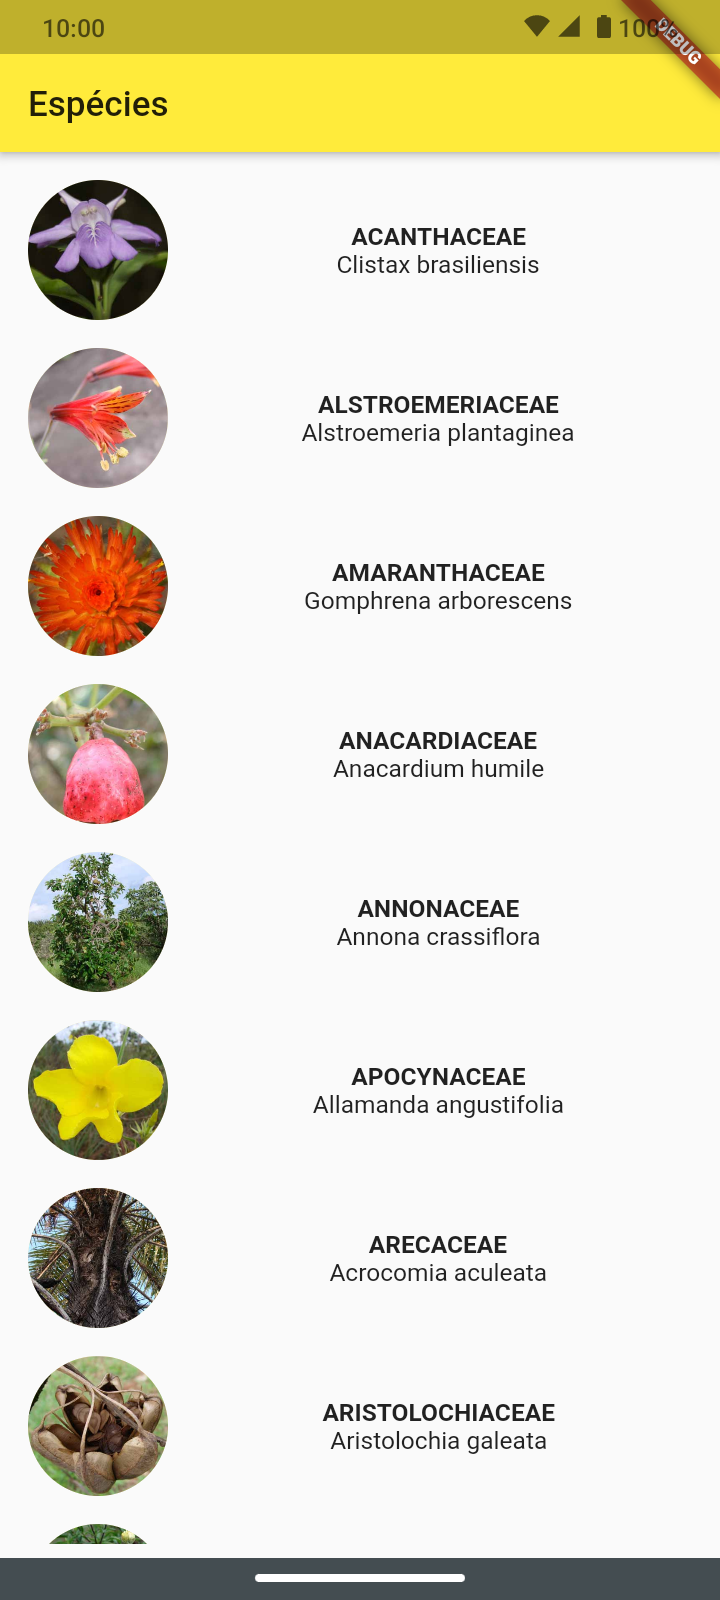 10:00
100%
DEBUG
Espécies
ACANTHACEAE
Clistax brasiliensis
ALSTROEMERIACEAE
Alstroemeria plantaginea
AMARANTHACEAE
Gomphrena arborescens
ANACARDIACEAE
Anacardium humile
ANNONACEAE
Annona crassiflora
APOCYNACEAE
Allamanda angustifolia
ARECACEAE
Acrocomia aculeata
ARISTOLOCHIACEAE
Aristolochia galeata